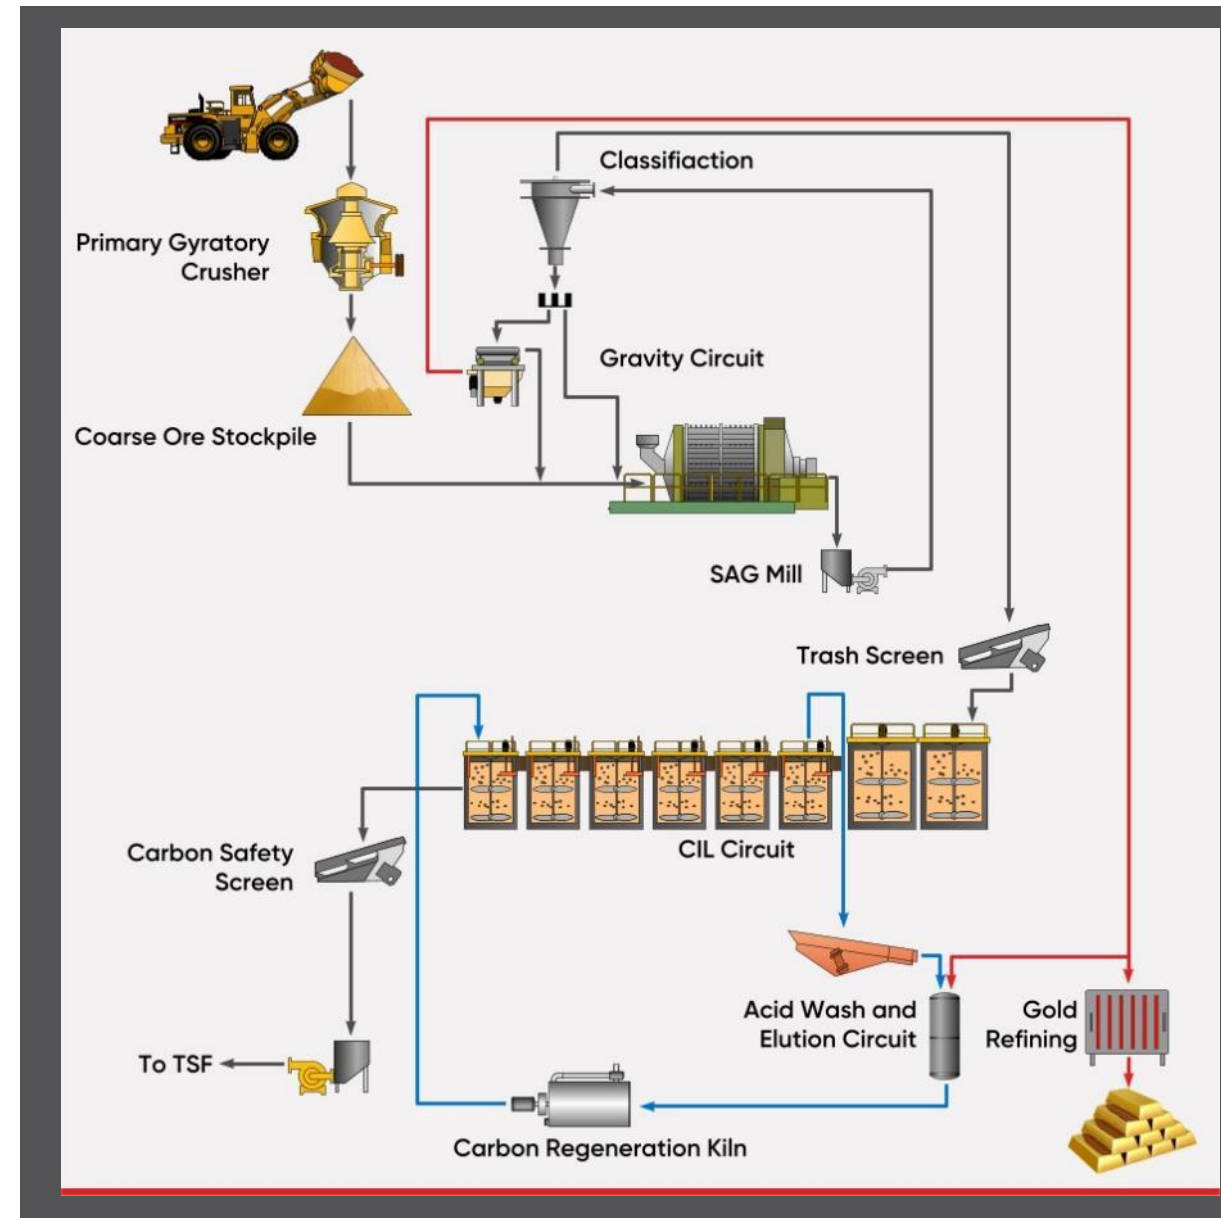 Classifiaction
Primary Gyratory
Crusher
Gravity Circuit
Coarse Ore Stockpile
SAG Mill
Trash Screen
CIL Circuit
Carbon Safety
Screen
Acid Wash and
Elution Circuit
Gold
Refining
To TSF
Carbon Regeneration Kiln